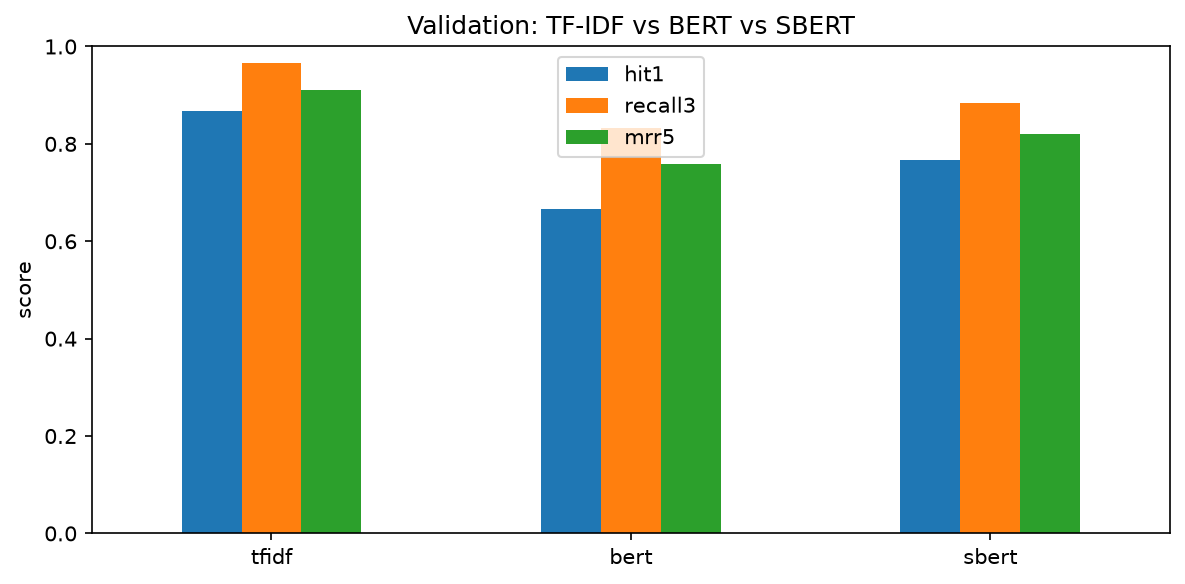 Validation: TF-IDF vs BERT vs SBERT
hit1
recall3
mrr5
score
1.0
0.8
0.6
0.4
0.2
0.0
tfidf
bert
sbert